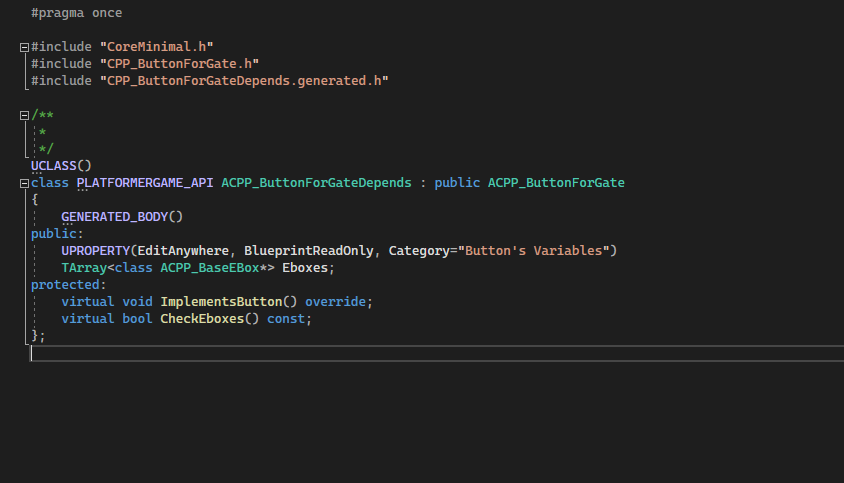 #pragma once
#include "CoreMinimal.h"
#include "CPP_ButtonForGate.h"
#include "CPP_ButtonForGateDepends.generated.h"
/**
 *
 */
UCLASS()
class PLATFORMERGAME_API ACPP_ButtonForGateDepends : public ACPP_ButtonForGate
{
    GENERATED_BODY()
public:
    UPROPERTY(EditAnywhere, BlueprintReadOnly, Category="Button's Variables")
    TArray<class ACPP_BaseEBox*> Eboxes;
protected:
    virtual void ImplementsButton() override;
    virtual bool CheckEboxes() const;
};